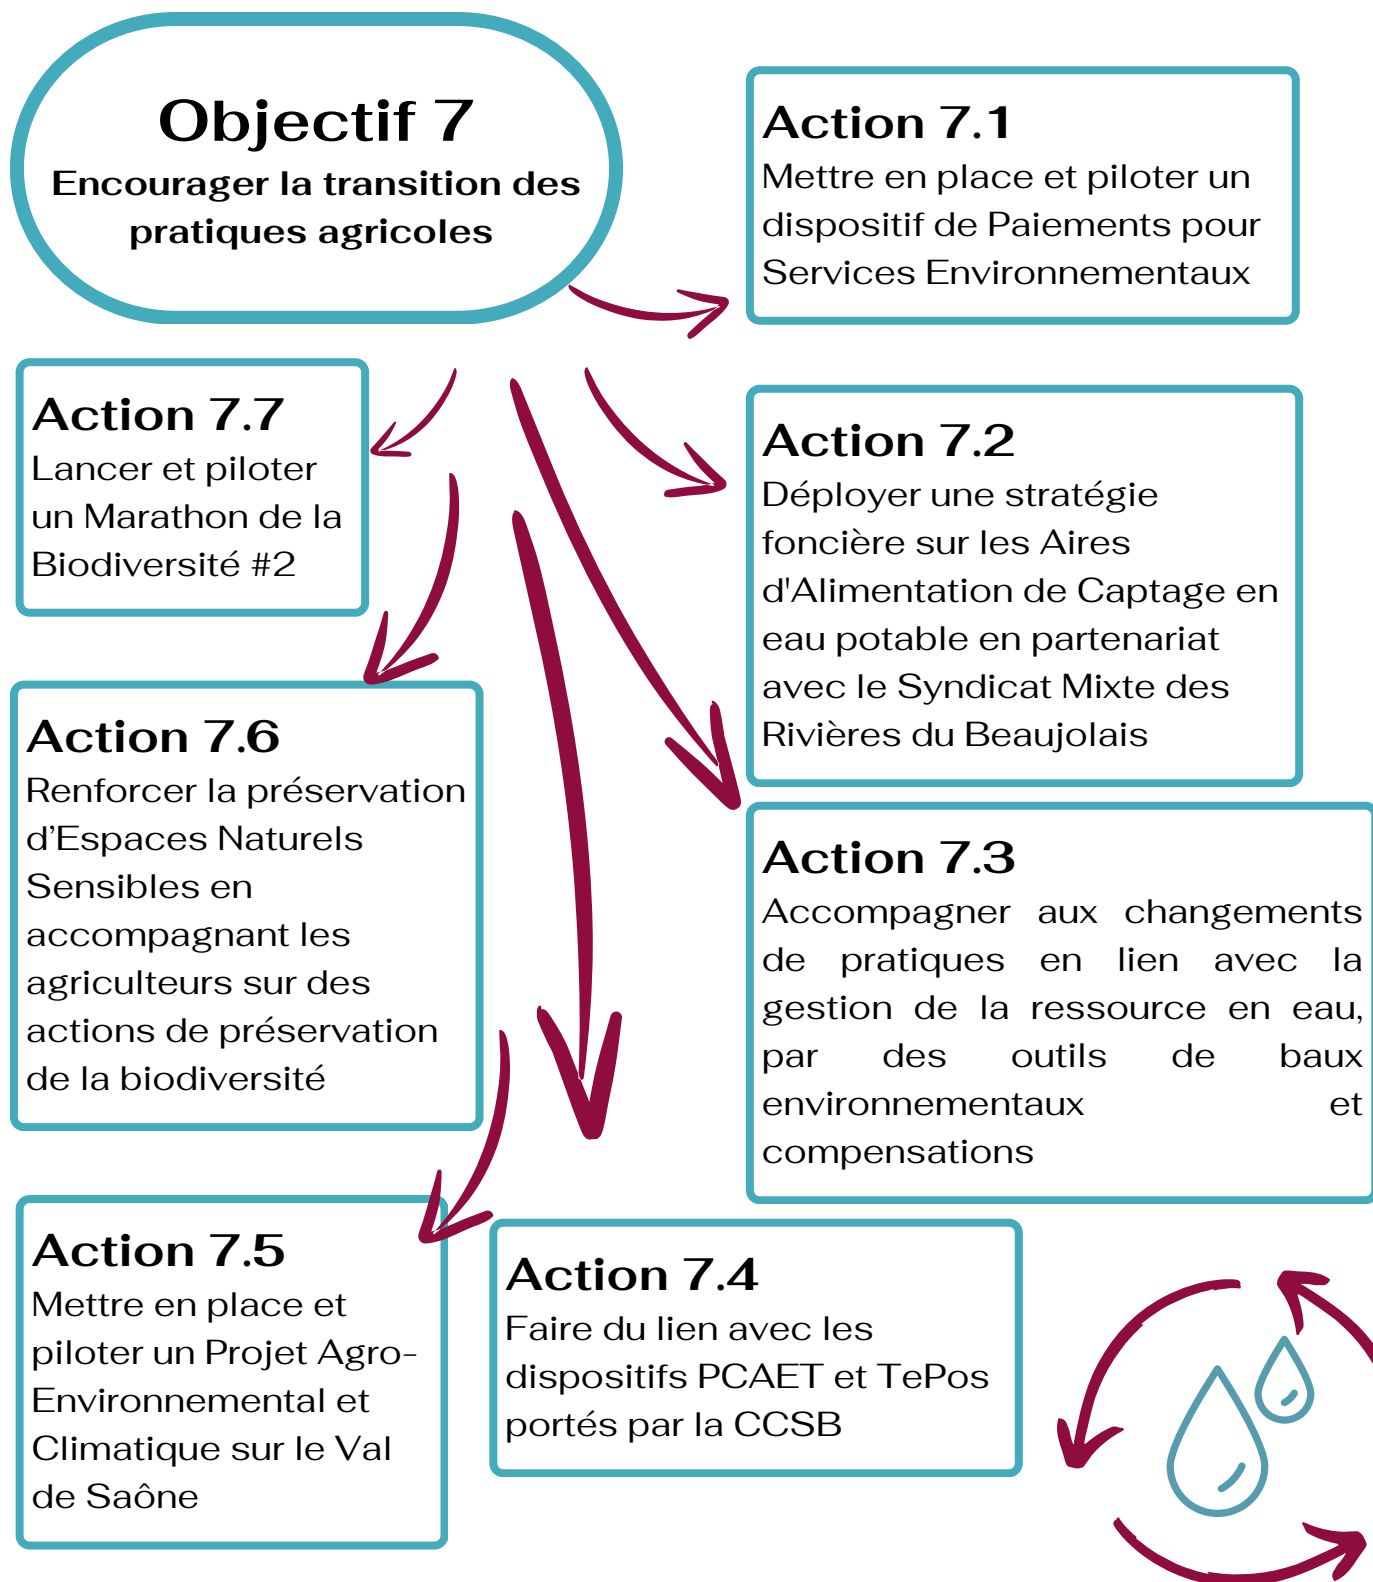 Objectif 7
Encourager la transition des
pratiques agricoles
Action 7.1
Mettre en place et piloter un
dispositif de Paiements pour
Services Environnementaux
Action 7.2
Déployer une stratégie
foncière sur les Aires
d'Alimentation de Captage en
eau potable en partenariat
avec le Syndicat Mixte des
Rivières du Beaujolais
Action 7.3
Accompagner aux changements
de pratiques en lien avec la
gestion de la ressource en eau,
par des outils de baux
environnementaux et
compensations
Action 7.4
Faire du lien avec les
dispositifs PCAET et TePos
portés par la CCSB
Action 7.5
Mettre en place et
piloter un Projet Agro-
Environnemental et
Climatique sur le Val
de Saône
Action 7.6
Renforcer la préservation
d’Espaces Naturels
Sensibles en
accompagnant les
agriculteurs sur des
actions de préservation
de la biodiversité
Action 7.7
Lancer et piloter
un Marathon de la
Biodiversité #2